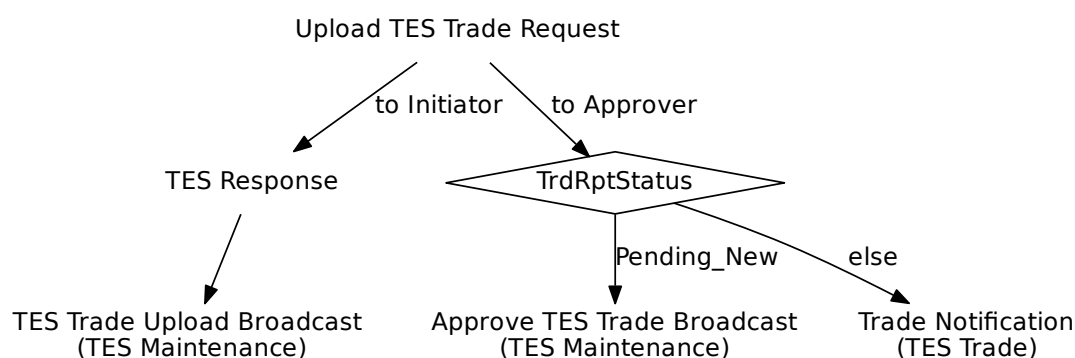 Upload TES Trade Request
to Initiator
to Approver
TES Response
TrdRptStatus
Pending_New
else
TES Trade Upload Broadcast
(TES Maintenance)
Approve TES Trade Broadcast
(TES Maintenance)
Trade Notification
(TES Trade)